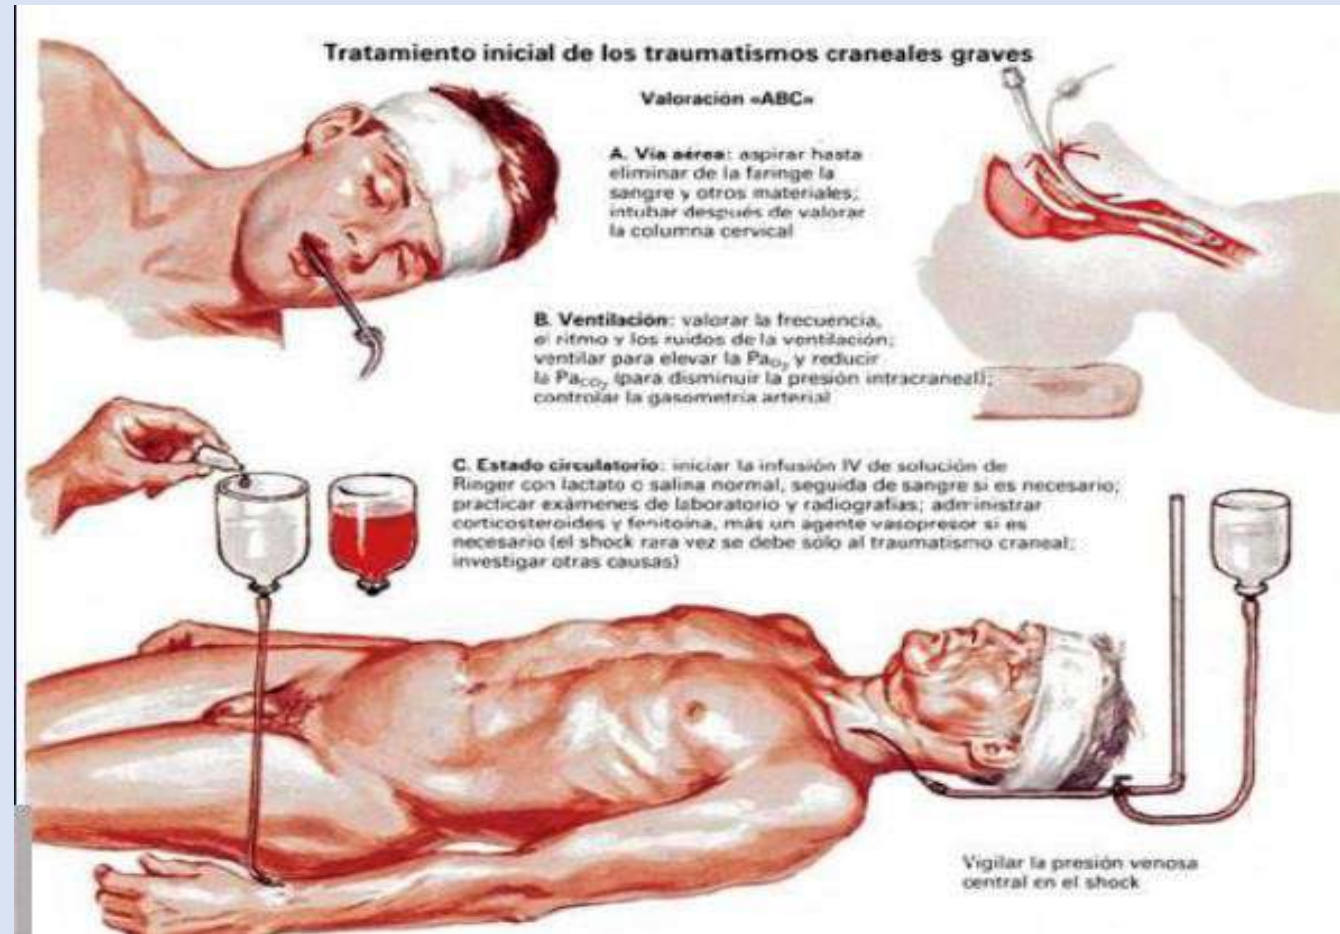 Tratamiento inicial de los traumatismos craneales graves
Valoración «ABC»
A. Vía aérea: aspirar hasta
eliminar de la faringe la
sangre y otros materiales;
intubar después de valorar
la columna cervical
B. Ventilación: valorar la frecuencia,
el ritmo y los ruidos de la ventilación;
ventilar para elevar la PaO₂ y reducir
la PaCO₂ (para disminuir la presión intracraneal);
controlar la gasometría arterial
C. Estado circulatorio: iniciar la infusión IV de solución de
Ringer con lactato o salina normal, seguida de sangre si es necesario;
practicar exámenes de laboratorio y radiografías; administrar
corticosteroides y fenitoína, más un agente vasopresor si es
necesario (el shock rara vez se debe sólo al traumatismo craneal;
investigar otras causas)
Vigilar la presión venosa
central en el shock